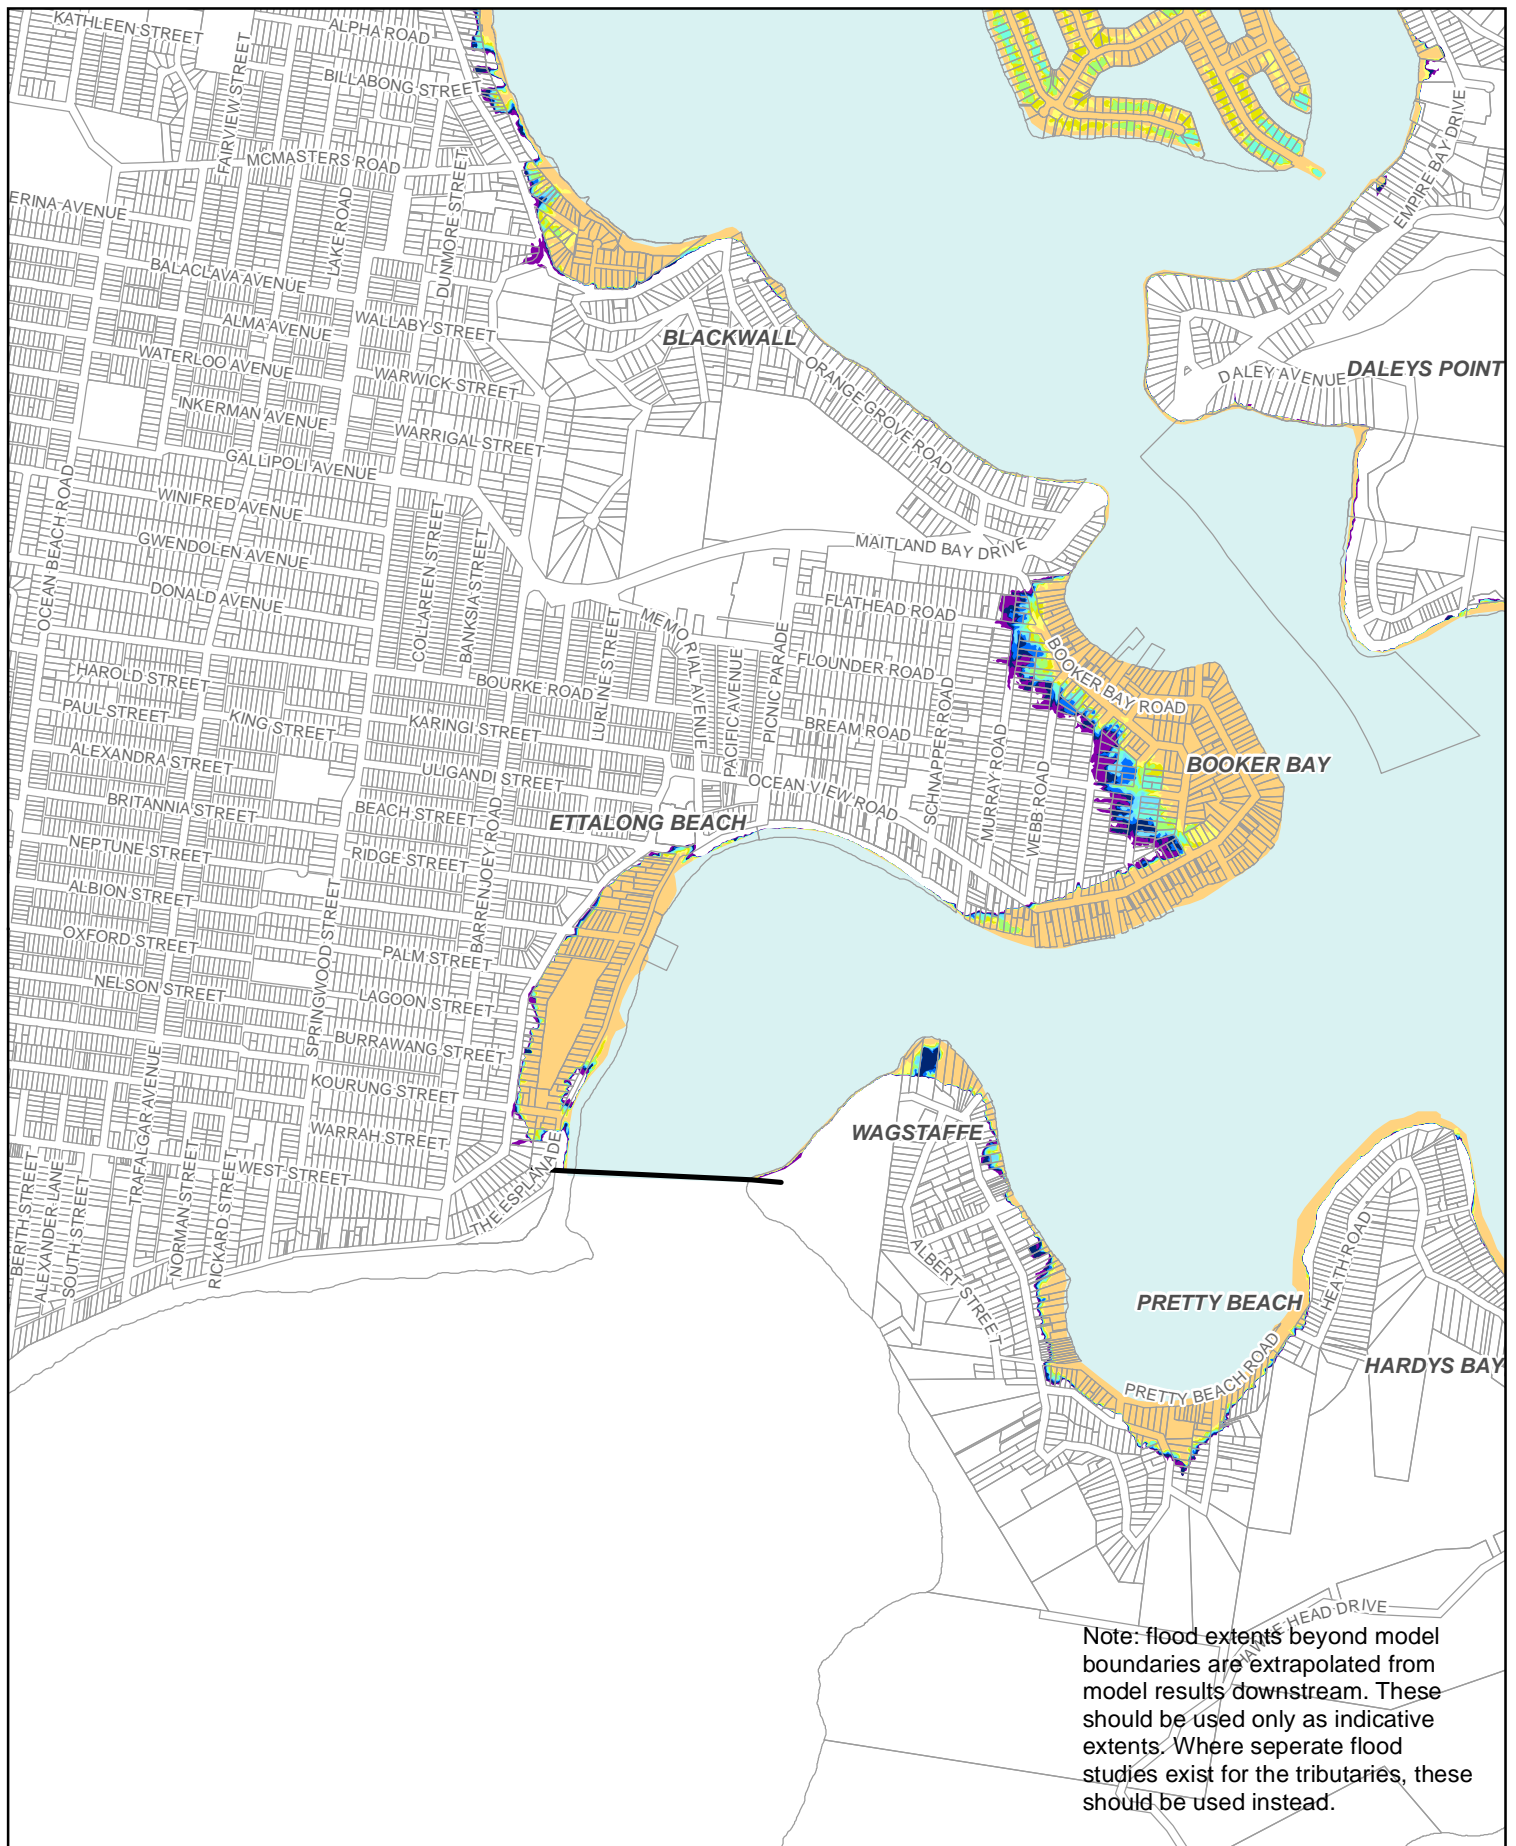 KATHLEEN STREET
ALPHA ROAD
FAIRVIEW STREET
BILLABONG STREET
MCMASTERS ROAD
EMPIRE BAY DRIVE
ERINA AVENUE
LAKE ROAD
DUNMORE STREET
BALACLAVA AVENUE
ALMA AVENUE
WALLABY STREET
BLACKWALL
WATERLOO AVENUE
WARWICK STREET
ORANGE GROVE ROAD
DALEY AVENUE
DALEYS POINT
INKERMAN AVENUE
WARRIGAL STREET
GALLIPOLI AVENUE
WINIFRED AVENUE
OCEAN BEACH ROAD
GWENDOLEN AVENUE
COLLAREEN STREET
BANKSIA STREET
MAITLAND BAY DRIVE
DONALD AVENUE
FLATHEAD ROAD
MEMORIAL AVENUE
LURLINE STREET
PICNIC PARADE
FLOUNDER ROAD
BOOKER BAY ROAD
HAROLD STREET
BOURKE ROAD
PACIFIC AVENUE
PAUL STREET
KING STREET
KARINGI STREET
BREAM ROAD
SCHNAPPER ROAD
MURRAY ROAD
WEBB ROAD
ALEXANDRA STREET
ULIGANDI STREET
OCEAN VIEW ROAD
BOOKER BAY
BRITANNIA STREET
BEACH STREET
ETTALONG BEACH
NEPTUNE STREET
RIDGE STREET
BARRENJOEY ROAD
ALBION STREET
SPRINGWOOD STREET
OXFORD STREET
PALM STREET
NELSON STREET
LAGOON STREET
BURRAWANG STREET
KOURUNG STREET
TRAFALGAR AVENUE
WARRAH STREET
WAGSTAFFE
WEST STREET
THE ESPLANADE
BERITH STREET
ALEXANDER LANE
SOUTH STREET
NORMAN STREET
RICKARD STREET
ALBERT STREET
HEATH ROAD
PRETTY BEACH
PRETTY BEACH ROAD
HARDYS BAY
HAWKE HEAD DRIVE
Note: flood extents beyond model
boundaries are extrapolated from
model results downstream. These
should be used only as indicative
extents. Where seperate flood
studies exist for the tributaries, these
should be used instead.